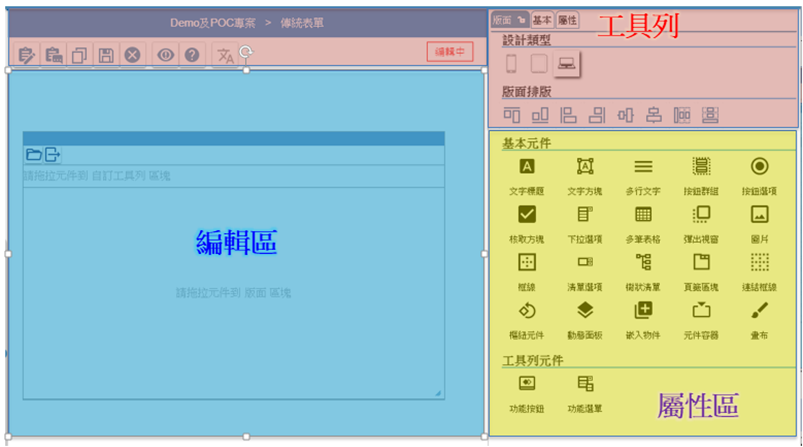 Demo及POC專案 > 傳統表單
編輯中
版面 基本 屬性
工具列
設計類型
版面排版
請拖拉元件到 自訂工具列 區塊
編輯區
請拖拉元件到 版面 區塊
基本元件
文字標題 文字方塊 多行文字 按鈕群組 按鈕選項
核取方塊 下拉選項 多筆表格 彈出視窗 圖片
框線 清單選項 樹狀清單 頁籤區塊 連結框線
樞紐元件 動態面板 嵌入物件 元件容器 畫布
工具列元件
功能按鈕 功能選單
屬性區